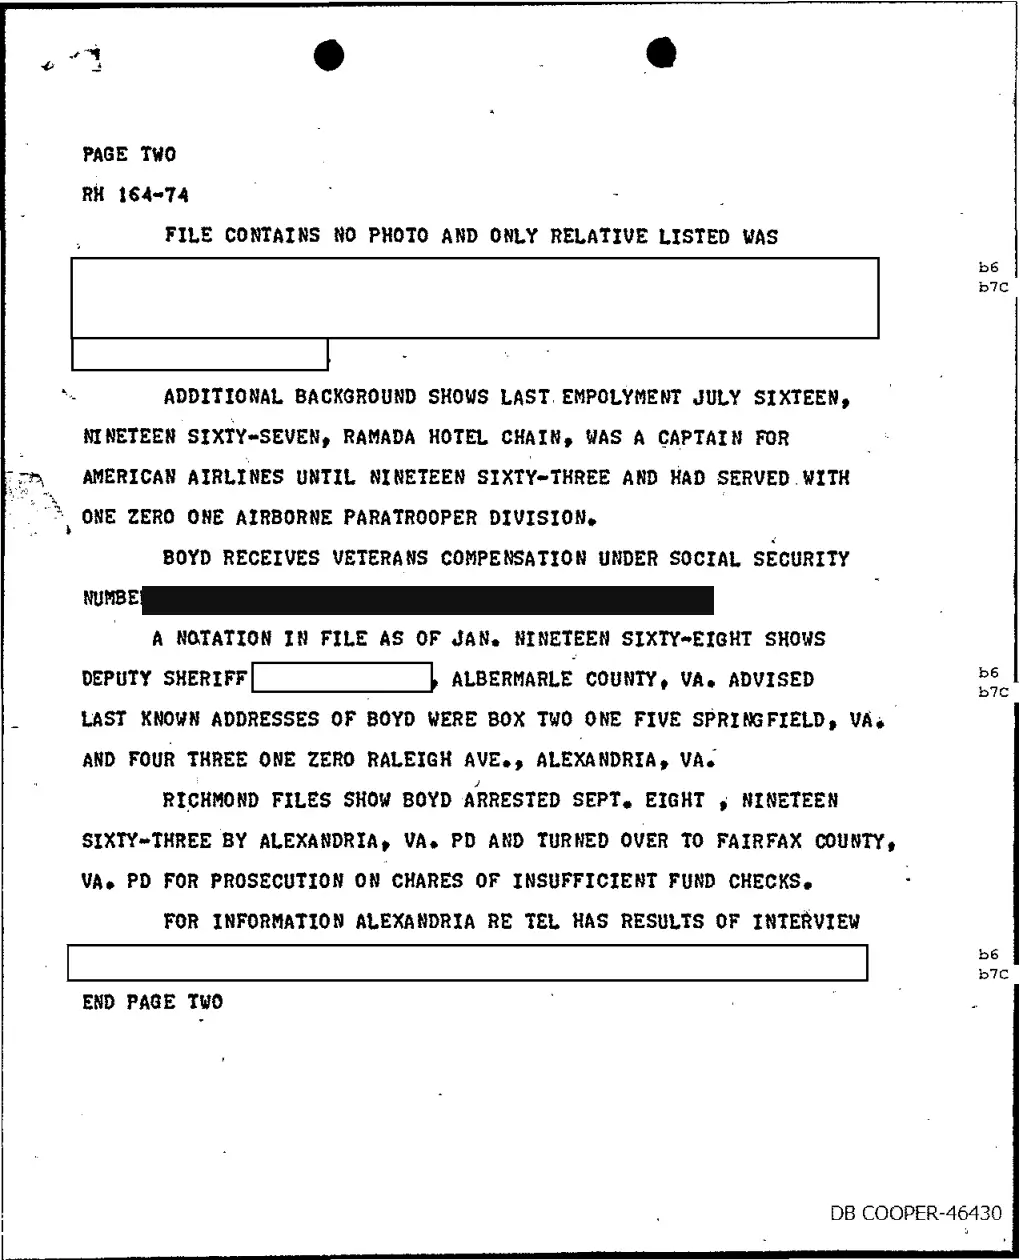 PAGE TWO
RH 164-74
FILE CONTAINS NO PHOTO AND ONLY RELATIVE LISTED WAS
b6
b7C
ADDITIONAL BACKGROUND SHOWS LAST EMPOLYMENT JULY SIXTEEN,
NINETEEN SIXTY-SEVEN, RAMADA HOTEL CHAIN, WAS A CAPTAIN FOR
AMERICAN AIRLINES UNTIL NINETEEN SIXTY-THREE AND HAD SERVED WITH
ONE ZERO ONE AIRBORNE PARATROOPER DIVISION.
BOYD RECEIVES VETERANS COMPENSATION UNDER SOCIAL SECURITY
NUMBE
A NOTATION IN FILE AS OF JAN. NINETEEN SIXTY-EIGHT SHOWS
DEPUTY SHERIFF , ALBERMARLE COUNTY, VA. ADVISED
b6
b7C
LAST KNOWN ADDRESSES OF BOYD WERE BOX TWO ONE FIVE SPRINGFIELD, VA.
AND FOUR THREE ONE ZERO RALEIGH AVE., ALEXANDRIA, VA.
RICHMOND FILES SHOW BOYD ARRESTED SEPT. EIGHT , NINETEEN
SIXTY-THREE BY ALEXANDRIA, VA. PD AND TURNED OVER TO FAIRFAX COUNTY,
VA. PD FOR PROSECUTION ON CHARES OF INSUFFICIENT FUND CHECKS.
FOR INFORMATION ALEXANDRIA RE TEL HAS RESULTS OF INTERVIEW
b6
b7C
END PAGE TWO
DB COOPER-46430